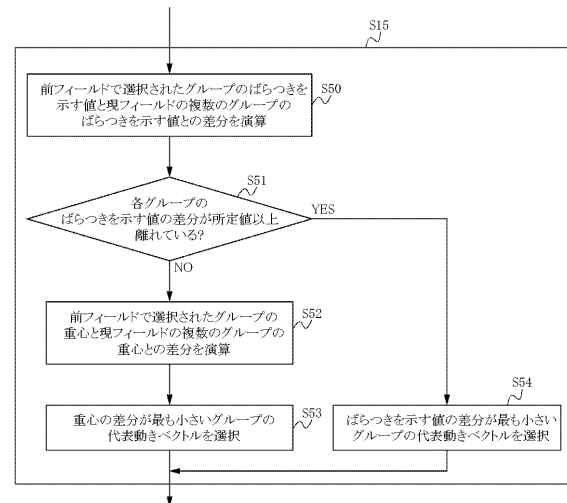 S15
前フィールドで選択されたグループのばらつきを
示す値と現フィールドの複数のグループの
ばらつきを示す値との差分を演算
S50
各グループの
ばらつきを示す値の差分が所定値以上
離れている?
S51
YES
NO
前フィールドで選択されたグループの
重心と現フィールドの複数のグループの
重心との差分を演算
S52
重心の差分が最も小さいグループの
代表動きベクトルを選択
S53
ばらつきを示す値の差分が最も小さい
グループの代表動きベクトルを選択
S54